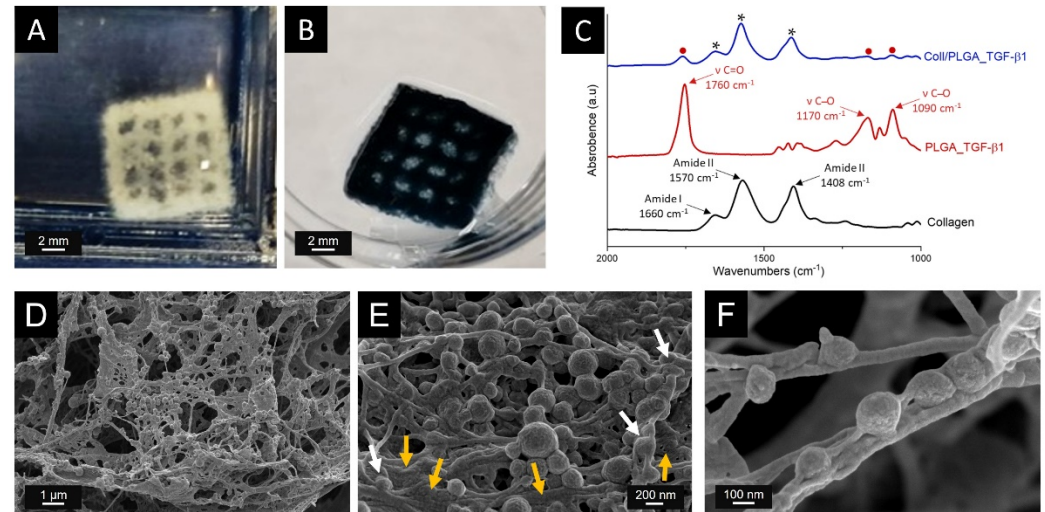 A
2 mm
B
2 mm
C
Absrobence (a.u)
*
*
*
Coll/PLGA_TGF-β1
ν C=O
1760 cm-1
ν C–O
1170 cm-1
ν C–O
1090 cm-1
PLGA_TGF-β1
Amide II
1570 cm-1
Amide II
1408 cm-1
Amide I
1660 cm-1
Collagen
2000
1500
1000
Wavenumbers (cm-1)
D
1 µm
E
200 nm
F
100 nm